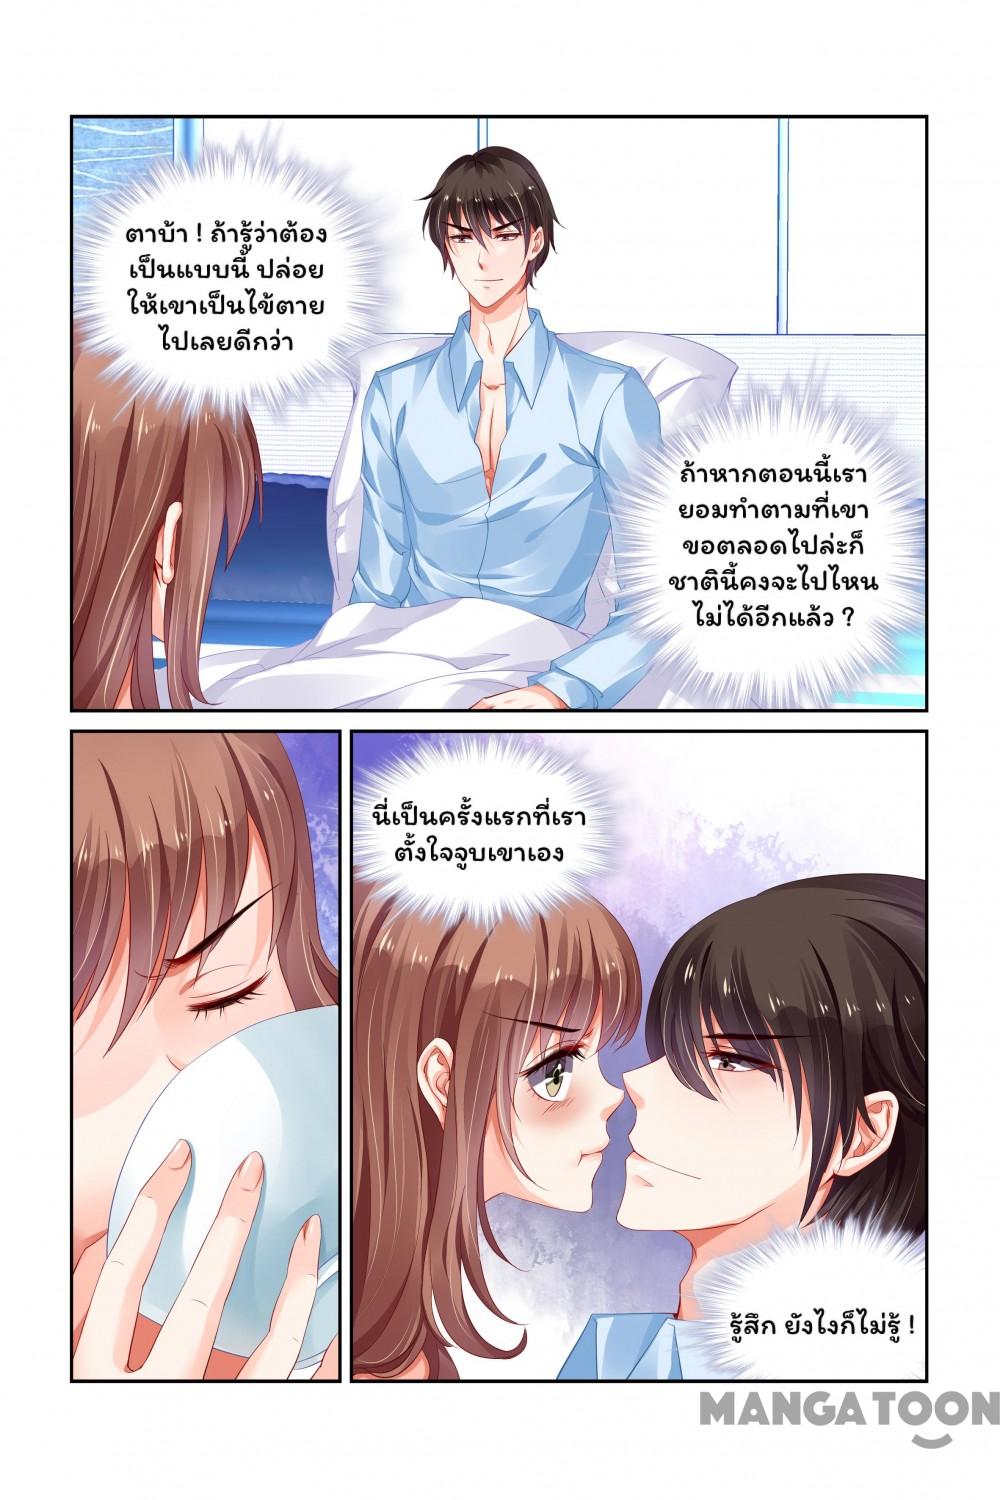 ตาบ้า ! ถ้ารู้ว่าต้อง
เป็นแบบนี้ ปล่อย
ให้เขาเป็นไข้ตาย
ไปเลยดีกว่า
ถ้าหากตอนนี้เรา
ยอมทำตามที่เขา
ขอตลอดไปล่ะก็
ชาตินี้คงจะไปไหน
ไม่ได้อีกแล้ว ?
นี่เป็นครั้งแรกที่เรา
ตั้งใจจูบเขาเอง
รู้สึก ยังไงก็ไม่รู้ !
MANGATOON